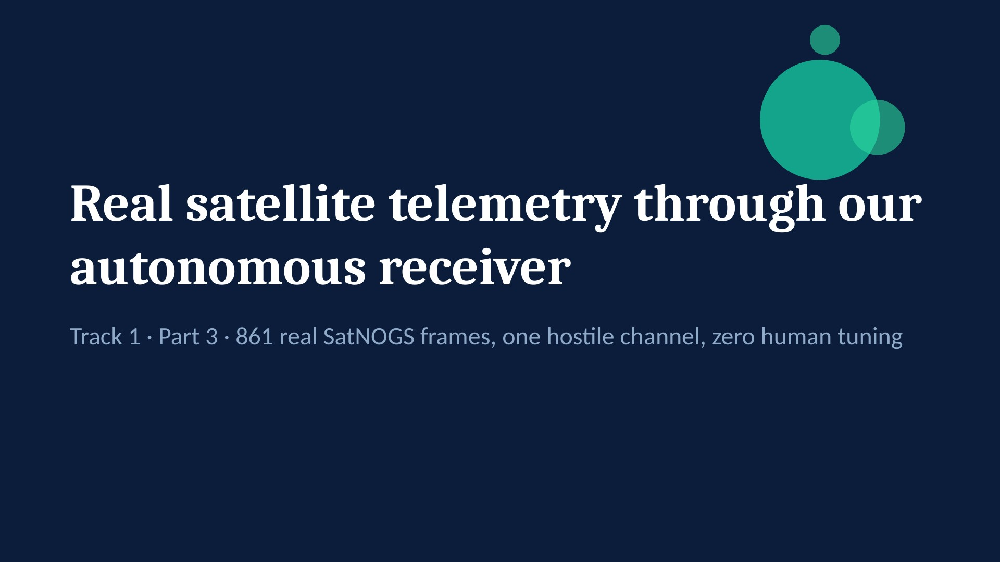 Real satellite telemetry through our
autonomous receiver
Track 1 · Part 3 · 861 real SatNOGS frames, one hostile channel, zero human tuning